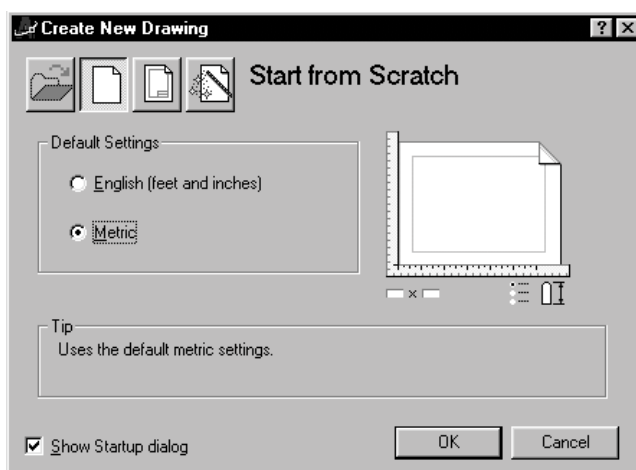 Create New Drawing
Start from Scratch
Default Settings
English (feet and inches)
Metric
Tip
Uses the default metric settings.
Show Startup dialog
OK
Cancel